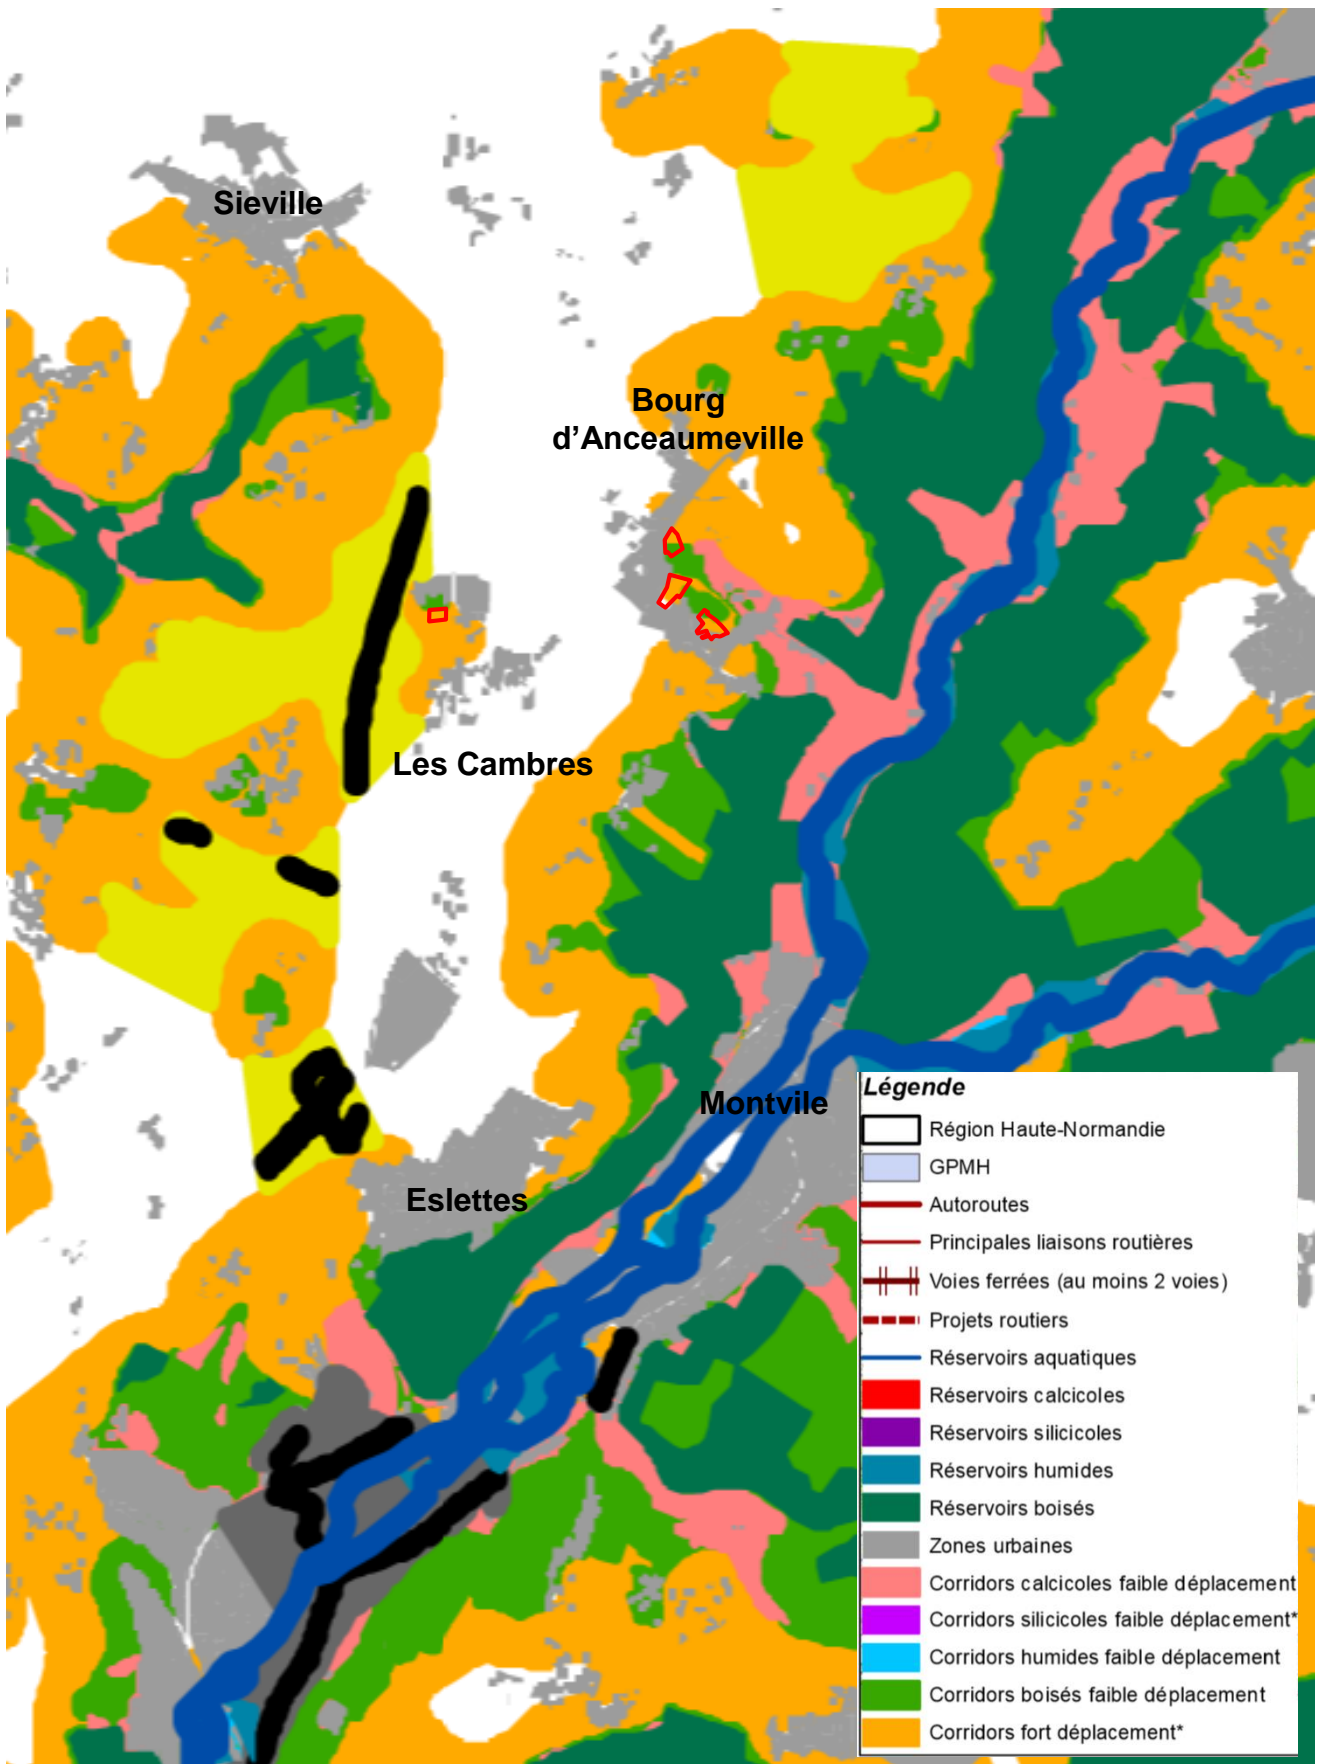 Sieville
Bourg
d’Anceaumeville
Les Cambres
Montvile
Eslettes
Légende
Région Haute-Normandie
GPMH
Autoroutes
Principales liaisons routières
Voies ferrées (au moins 2 voies)
Projets routiers
Réservoirs aquatiques
Réservoirs calcicoles
Réservoirs silicicoles
Réservoirs humides
Réservoirs boisés
Zones urbaines
Corridors calcicoles faible déplacement
Corridors silicicoles faible déplacement*
Corridors humides faible déplacement
Corridors boisés faible déplacement
Corridors fort déplacement*